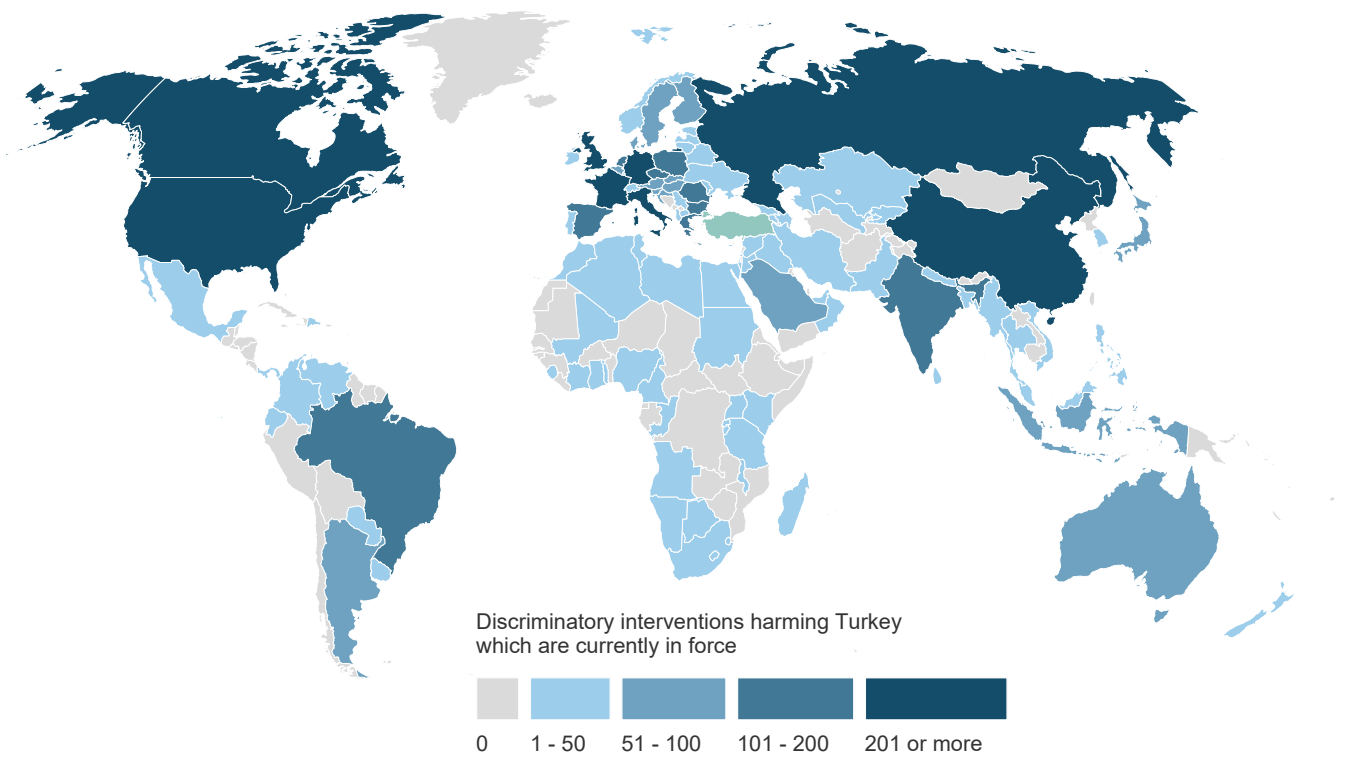 Discriminatory interventions harming Turkey
which are currently in force
0 1 - 50 51 - 100 101 - 200 201 or more